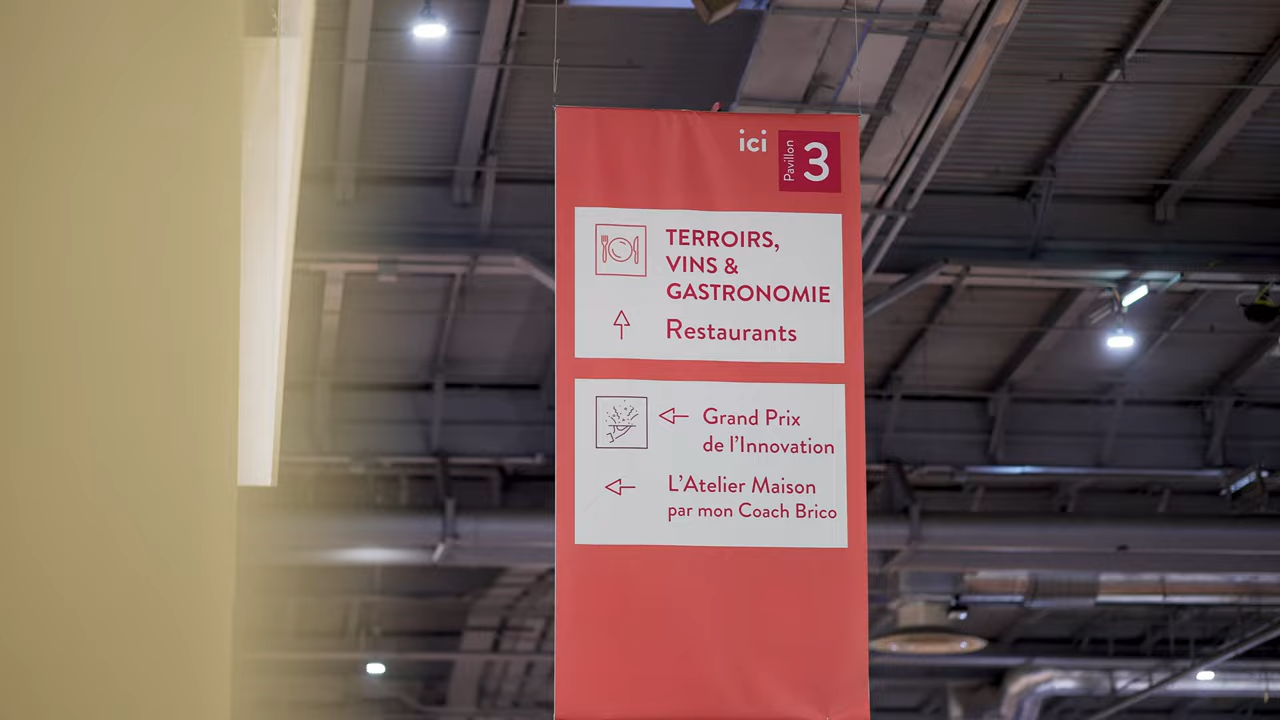 ici
Pavillon 3
TERROIRS,
VINS &
GASTRONOMIE
Restaurants
Grand Prix
de l'Innovation
L'Atelier Maison
par mon Coach Brico